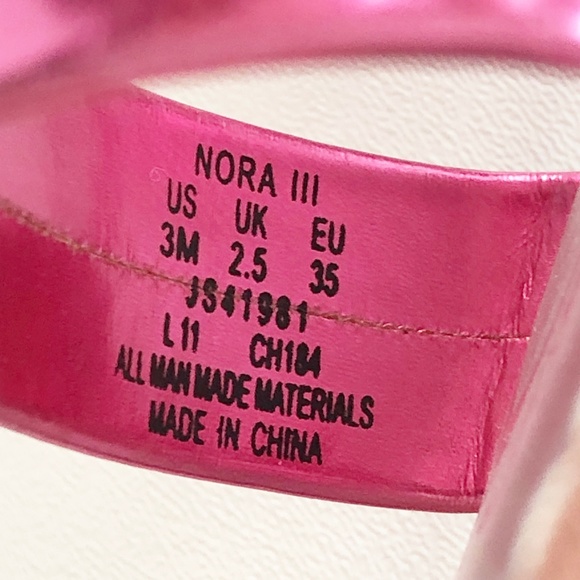 NORA III
US UK EU
3M 2.5 35
JS41981
L11 CH184
ALL MAN MADE MATERIALS
MADE IN CHINA